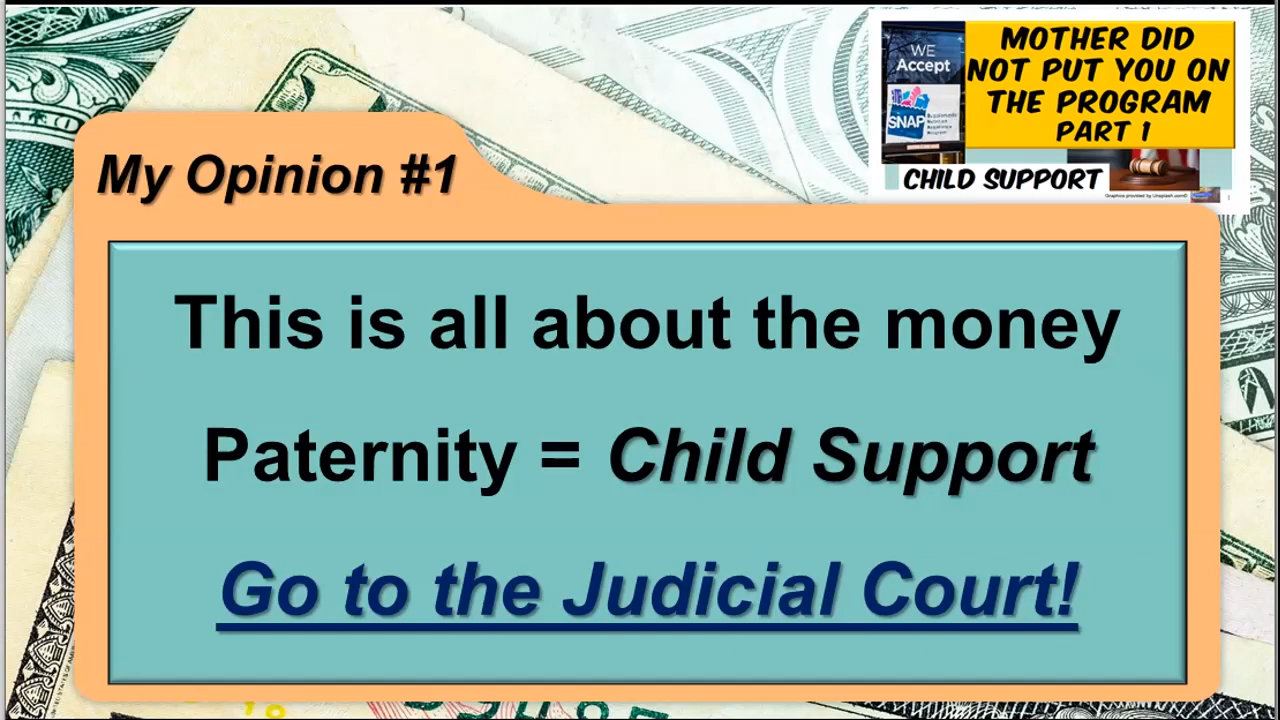 MOTHER DID
NOT PUT YOU ON
THE PROGRAM
PART 1
WE
Accept
SNAP
CHILD SUPPORT
My Opinion #1
This is all about the money
Paternity = Child Support
Go to the Judicial Court!